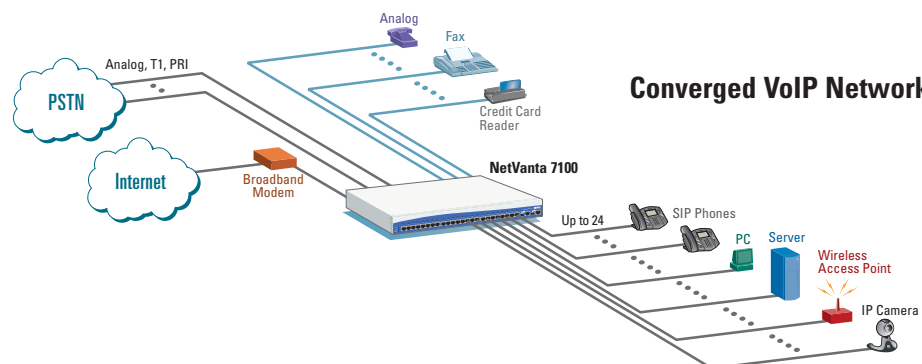 Analog
Fax
Analog, T1, PRI
PSTN
Converged VoIP Network
Credit Card
Reader
NetVanta 7100
Internet
Broadband
Modem
Up to 24
SIP Phones
PC
Server
Wireless
Access Point
IP Camera